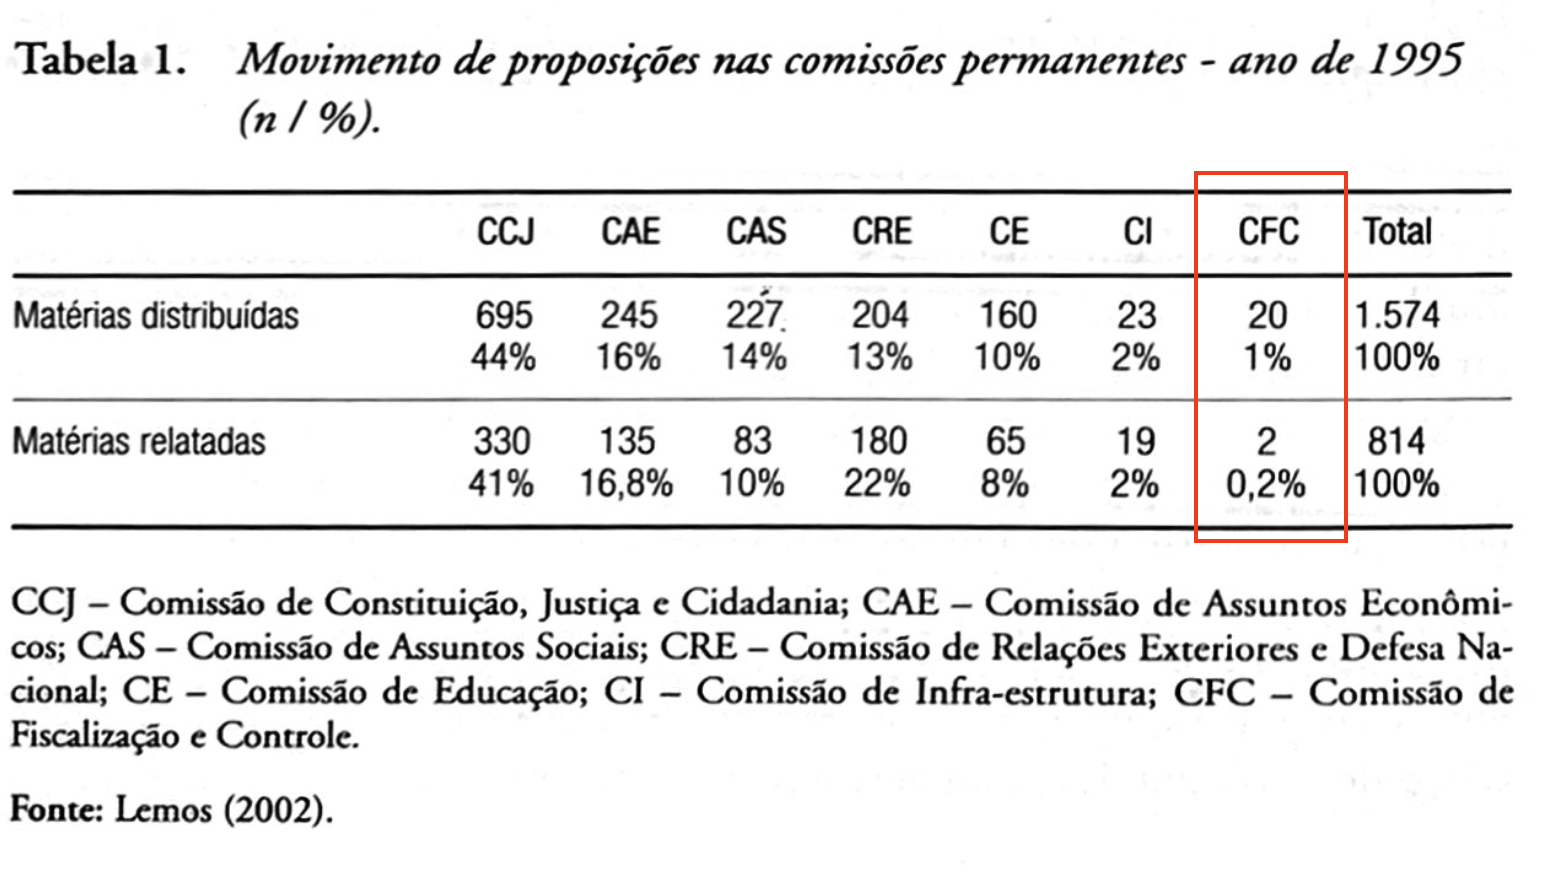 Tabela 1. Movimento de proposições nas comissões permanentes - ano de 1995
(n / %).
CCJ CAE CAS CRE CE CI CFC Total
Matérias distribuídas 695 245 227 204 160 23 20 1.574
44% 16% 14% 13% 10% 2% 1% 100%
Matérias relatadas 330 135 83 180 65 19 2 814
41% 16,8% 10% 22% 8% 2% 0,2% 100%
CCJ – Comissão de Constituição, Justiça e Cidadania; CAE – Comissão de Assuntos Econômi-
cos; CAS – Comissão de Assuntos Sociais; CRE – Comissão de Relações Exteriores e Defesa Na-
cional; CE – Comissão de Educação; CI – Comissão de Infra-estrutura; CFC – Comissão de
Fiscalização e Controle.
Fonte: Lemos (2002).